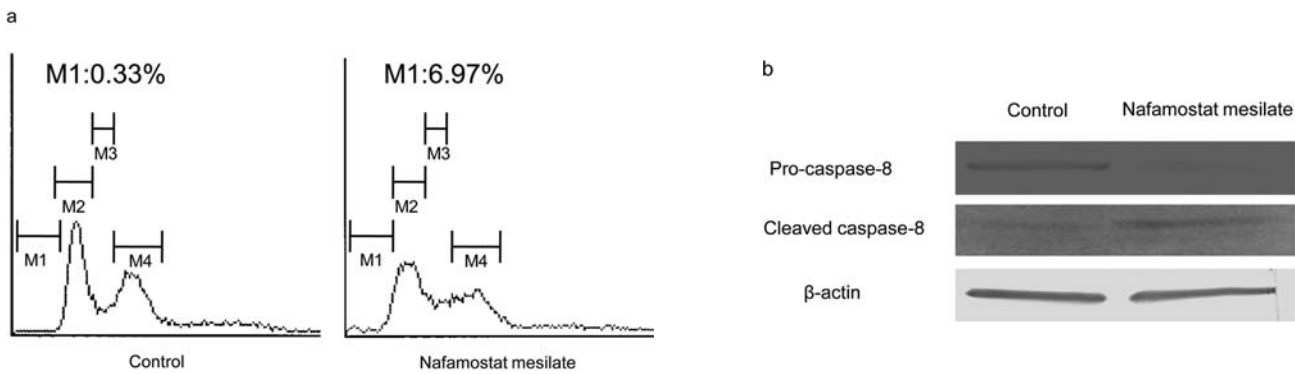 a
M1:0.33%
M3
M2
M1
M4
Control
M1:6.97%
M3
M2
M1
M4
Nafamostat mesilate
b
Control Nafamostat mesilate
Pro-caspase-8
Cleaved caspase-8
β-actin